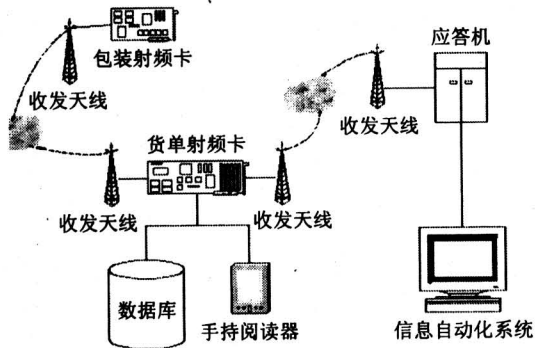 包装射频卡
收发天线
应答机
收发天线
货单射频卡
收发天线
收发天线
数据库
手持阅读器
信息自动化系统